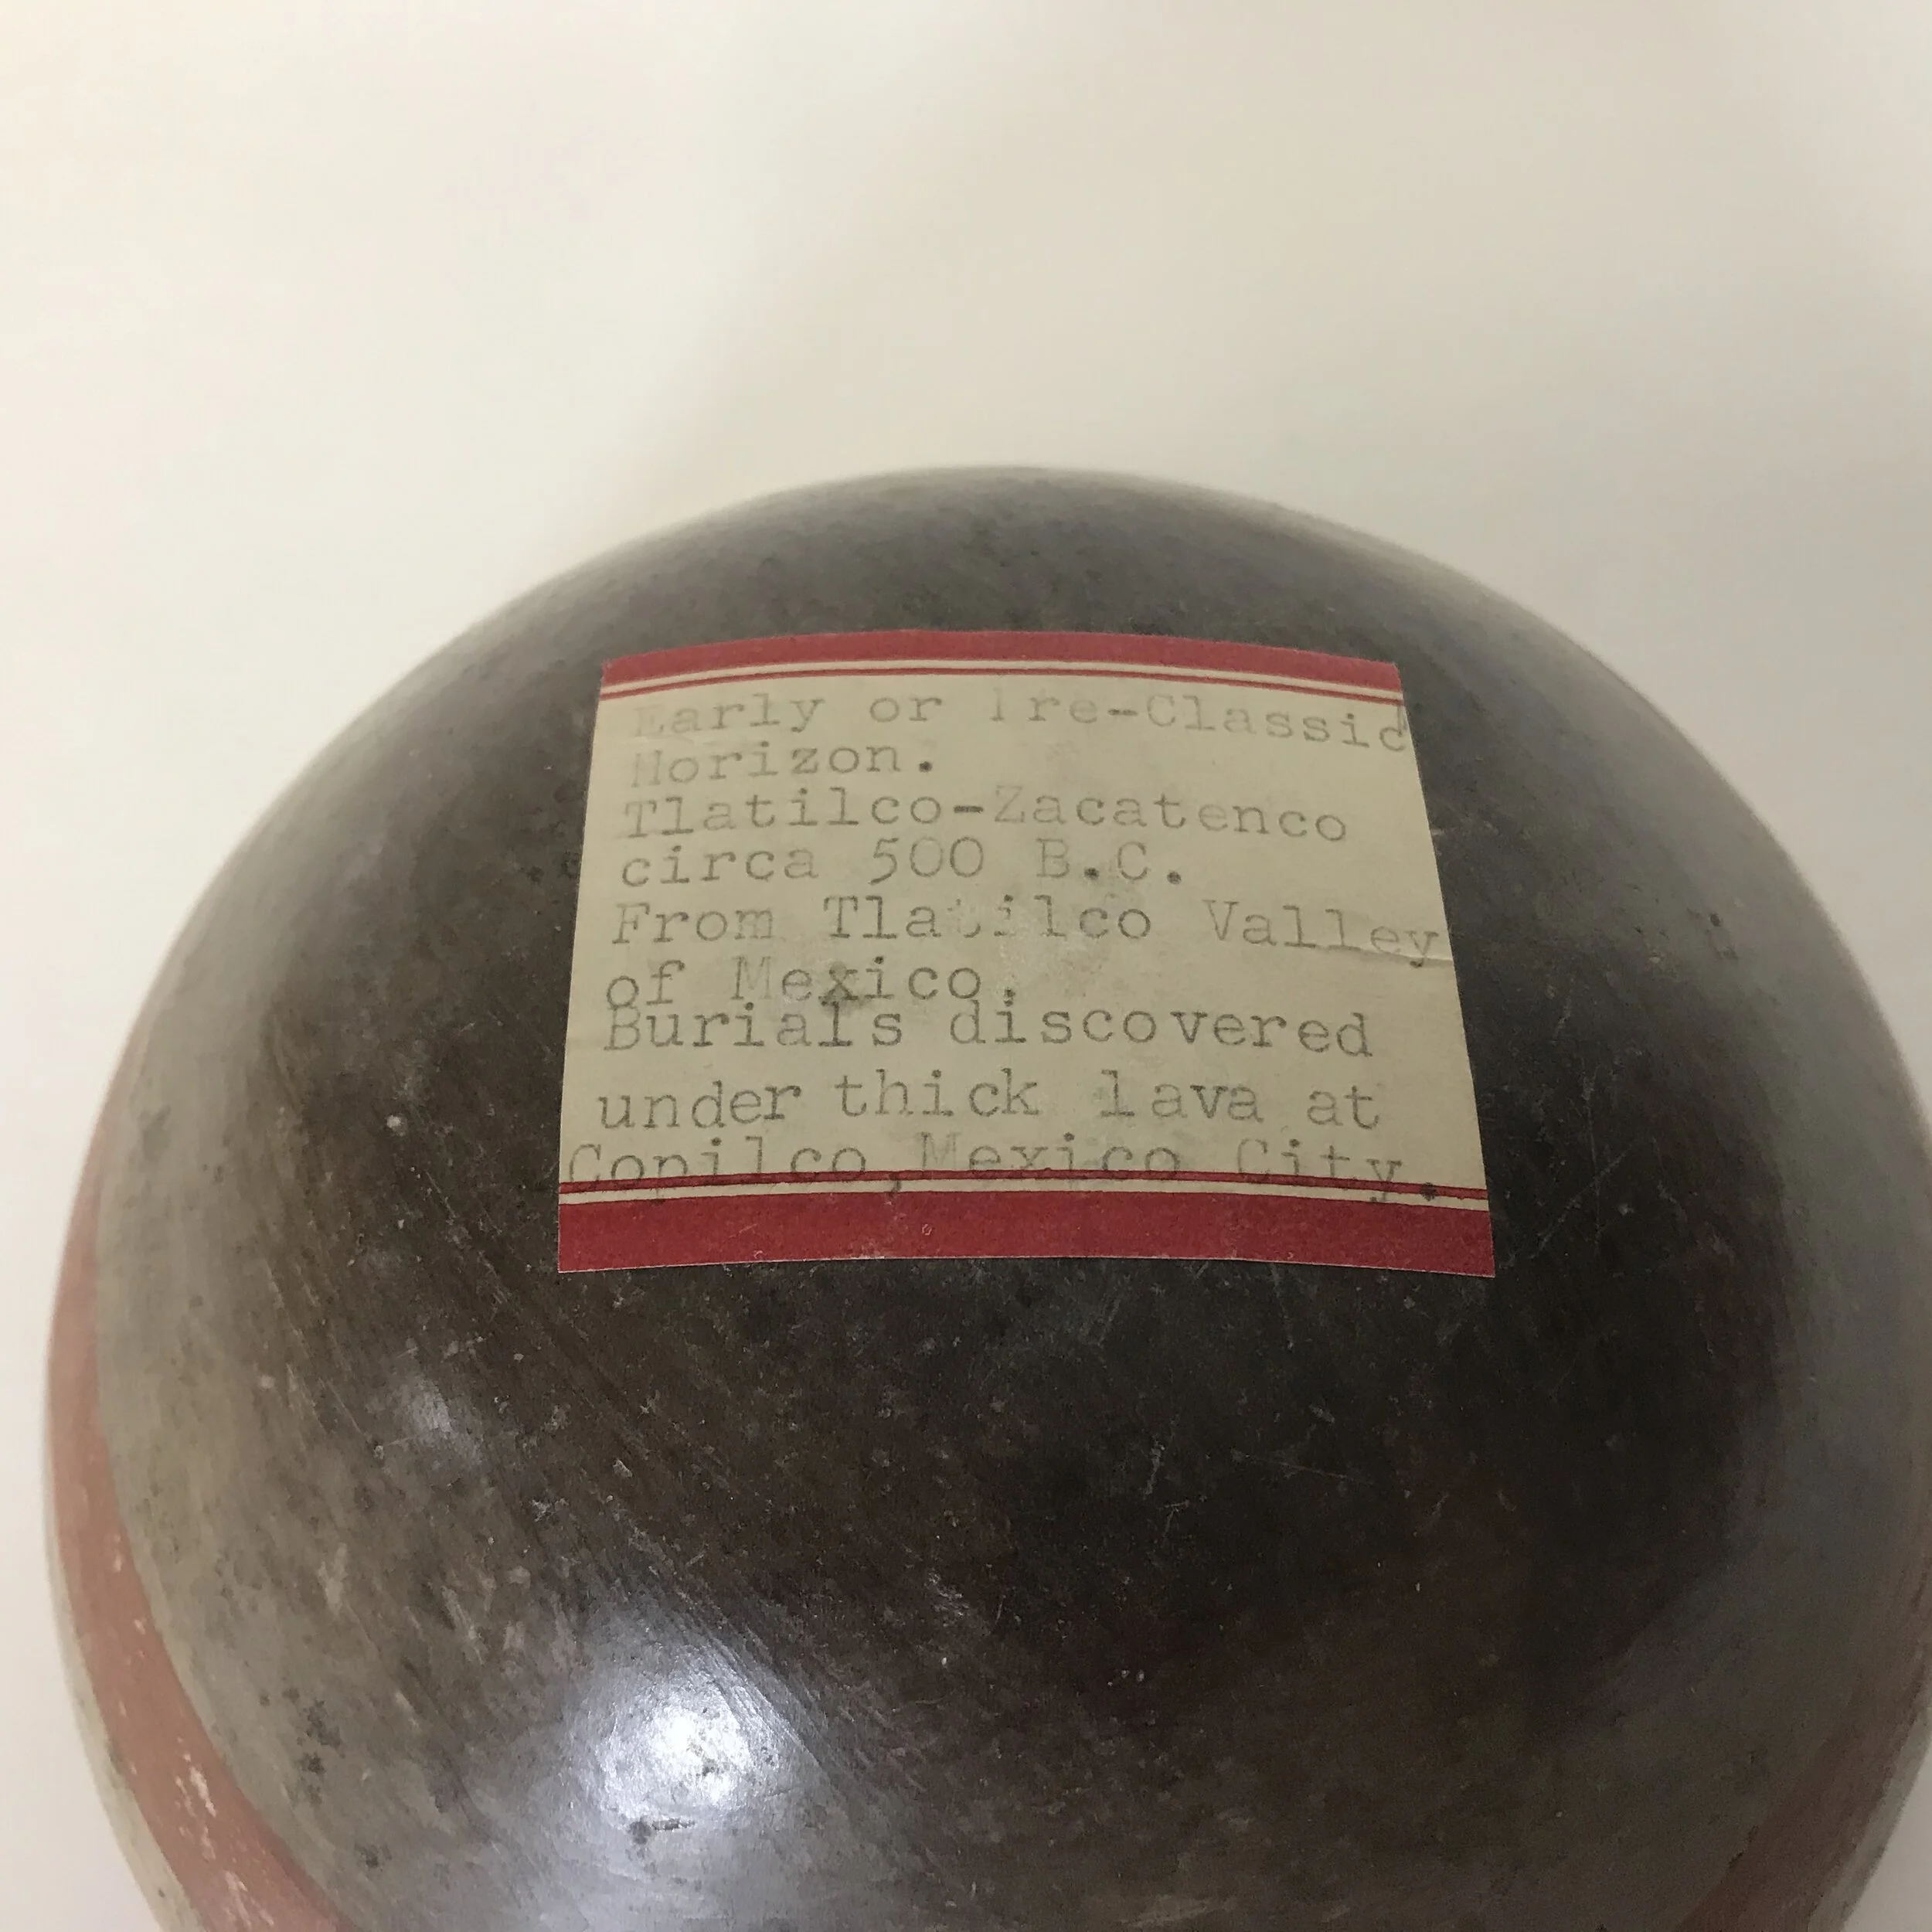 Early or Pre-Classic
Horizon.
Tlatilco-Zacatenco
circa 500 B.C.
From Tlatilco Valley
of Mexico.
Burials discovered
under thick lava at
Copilco,Mexico City.